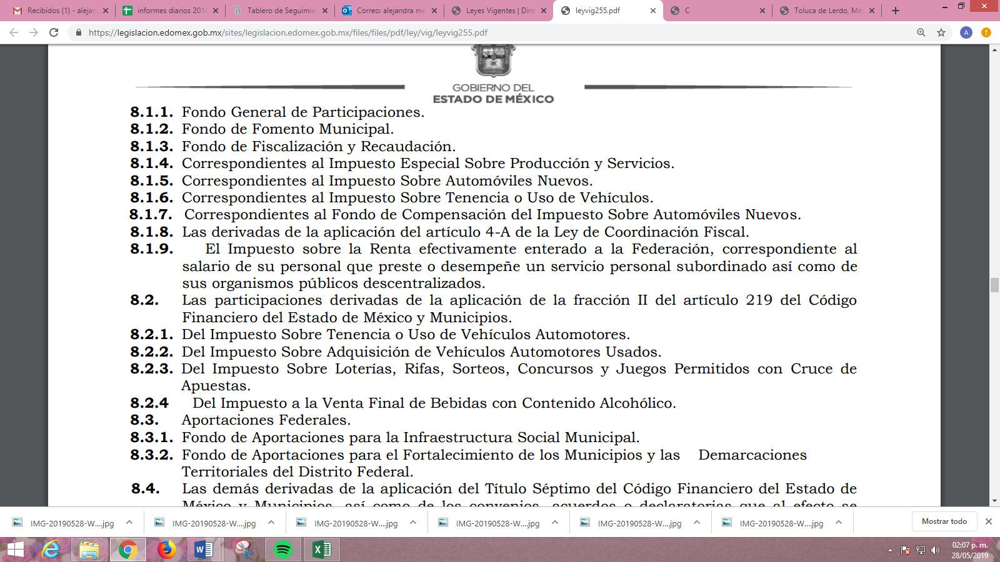 Recibidos (1) - alejan
informes diarios 2018
Tablero de Seguimie
Correo: alejandra me
Leyes Vigentes | Dire
leyvig255.pdf
C
Toluca de Lerdo, Mé
https://legislacion.edomex.gob.mx/sites/legislacion.edomex.gob.mx/files/files/pdf/ley/vig/leyvig255.pdf
A
GOBIERNO DEL
ESTADO DE MÉXICO
8.1.1. Fondo General de Participaciones.
8.1.2. Fondo de Fomento Municipal.
8.1.3. Fondo de Fiscalización y Recaudación.
8.1.4. Correspondientes al Impuesto Especial Sobre Producción y Servicios.
8.1.5. Correspondientes al Impuesto Sobre Automóviles Nuevos.
8.1.6. Correspondientes al Impuesto Sobre Tenencia o Uso de Vehículos.
8.1.7. Correspondientes al Fondo de Compensación del Impuesto Sobre Automóviles Nuevos.
8.1.8. Las derivadas de la aplicación del artículo 4-A de la Ley de Coordinación Fiscal.
8.1.9. El Impuesto sobre la Renta efectivamente enterado a la Federación, correspondiente al
salario de su personal que preste o desempeñe un servicio personal subordinado así como de
sus organismos públicos descentralizados.
8.2. Las participaciones derivadas de la aplicación de la fracción II del artículo 219 del Código
Financiero del Estado de México y Municipios.
8.2.1. Del Impuesto Sobre Tenencia o Uso de Vehículos Automotores.
8.2.2. Del Impuesto Sobre Adquisición de Vehículos Automotores Usados.
8.2.3. Del Impuesto Sobre Loterías, Rifas, Sorteos, Concursos y Juegos Permitidos con Cruce de
Apuestas.
8.2.4 Del Impuesto a la Venta Final de Bebidas con Contenido Alcohólico.
8.3. Aportaciones Federales.
8.3.1. Fondo de Aportaciones para la Infraestructura Social Municipal.
8.3.2. Fondo de Aportaciones para el Fortalecimiento de los Municipios y las Demarcaciones
Territoriales del Distrito Federal.
8.4. Las demás derivadas de la aplicación del Título Séptimo del Código Financiero del Estado de
México y Municipios, así como de los convenios, acuerdos o declaratorias que al efecto se
IMG-20190528-W....jpg
IMG-20190528-W....jpg
IMG-20190528-W....jpg
IMG-20190528-W....jpg
IMG-20190528-W....jpg
IMG-20190528-W....jpg
Mostrar todo
02:07 p. m.
28/05/2019